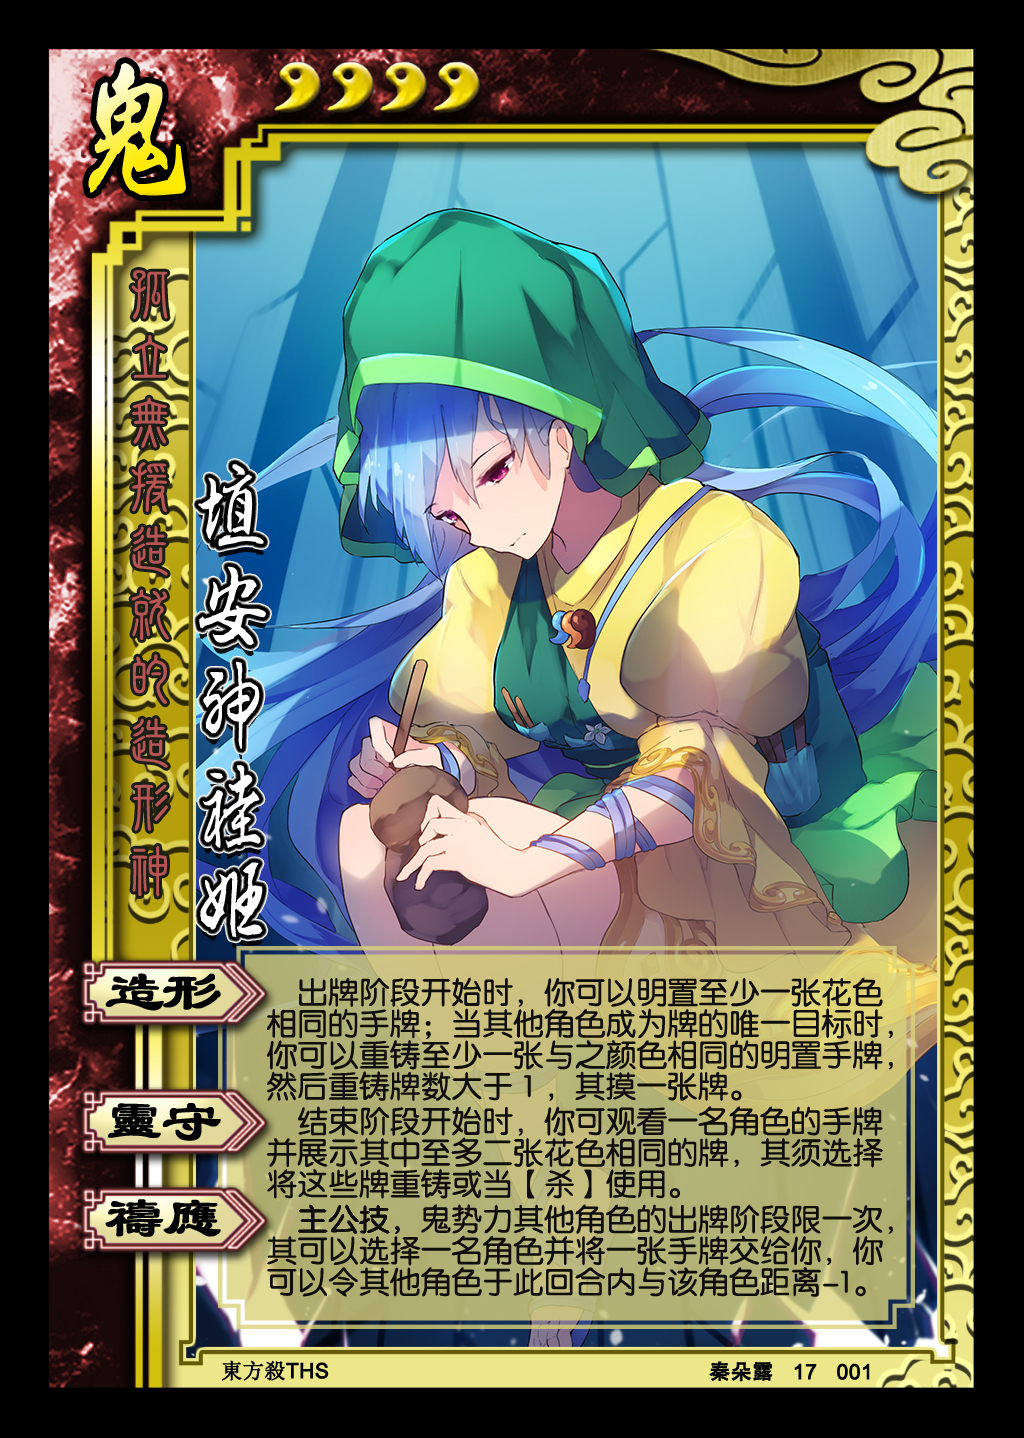 鬼
孤立無援造就的造形神
埴安神袿姬
造形
出牌阶段开始时，你可以明置至少一张花色
相同的手牌；当其他角色成为牌的唯一目标时，
你可以重铸至少一张与之颜色相同的明置手牌，
然后重铸牌数大于1，其摸一张牌。
靈守
结束阶段开始时，你可观看一名角色的手牌
并展示其中至多二张花色相同的牌，其须选择
将这些牌重铸或当【杀】使用。
禱應
主公技，鬼势力其他角色的出牌阶段限一次，
其可以选择一名角色并将一张手牌交给你，你
可以令其他角色于此回合内与该角色距离-1。
東方殺THS
秦朵露 17 001